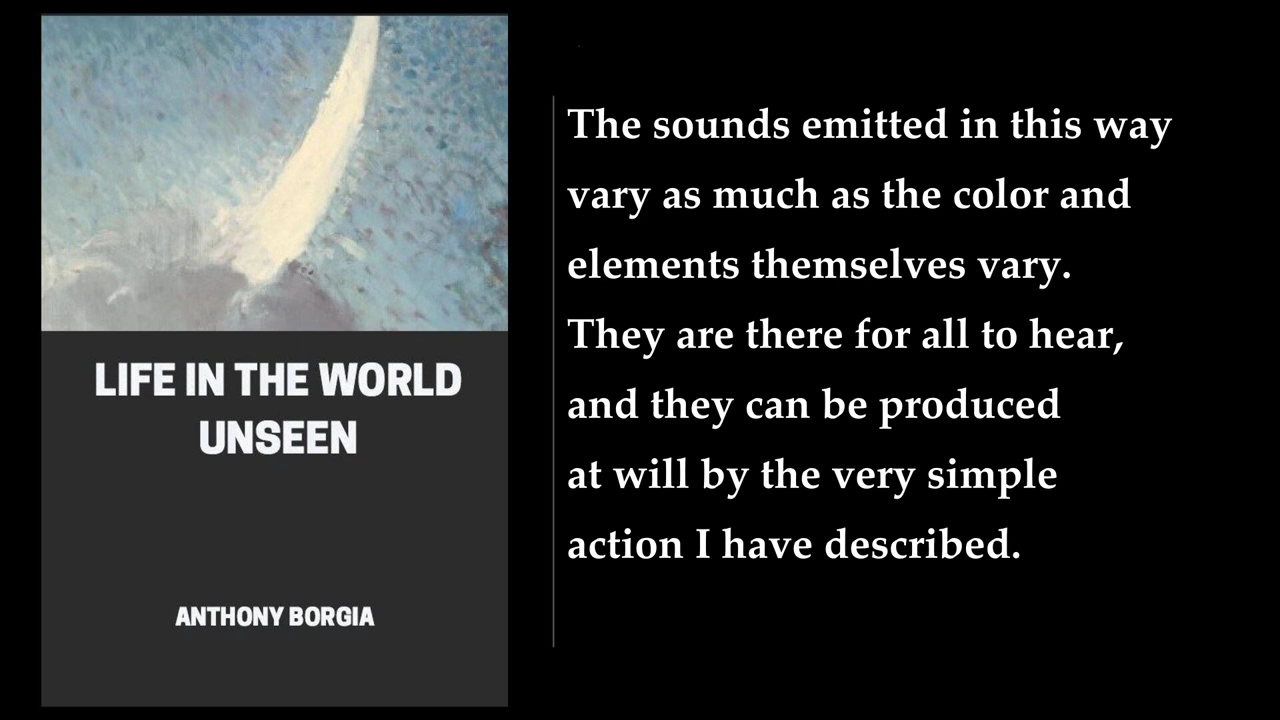 LIFE IN THE WORLD
UNSEEN
ANTHONY BORGIA
The sounds emitted in this way
vary as much as the color and
elements themselves vary.
They are there for all to hear,
and they can be produced
at will by the very simple
action I have described.